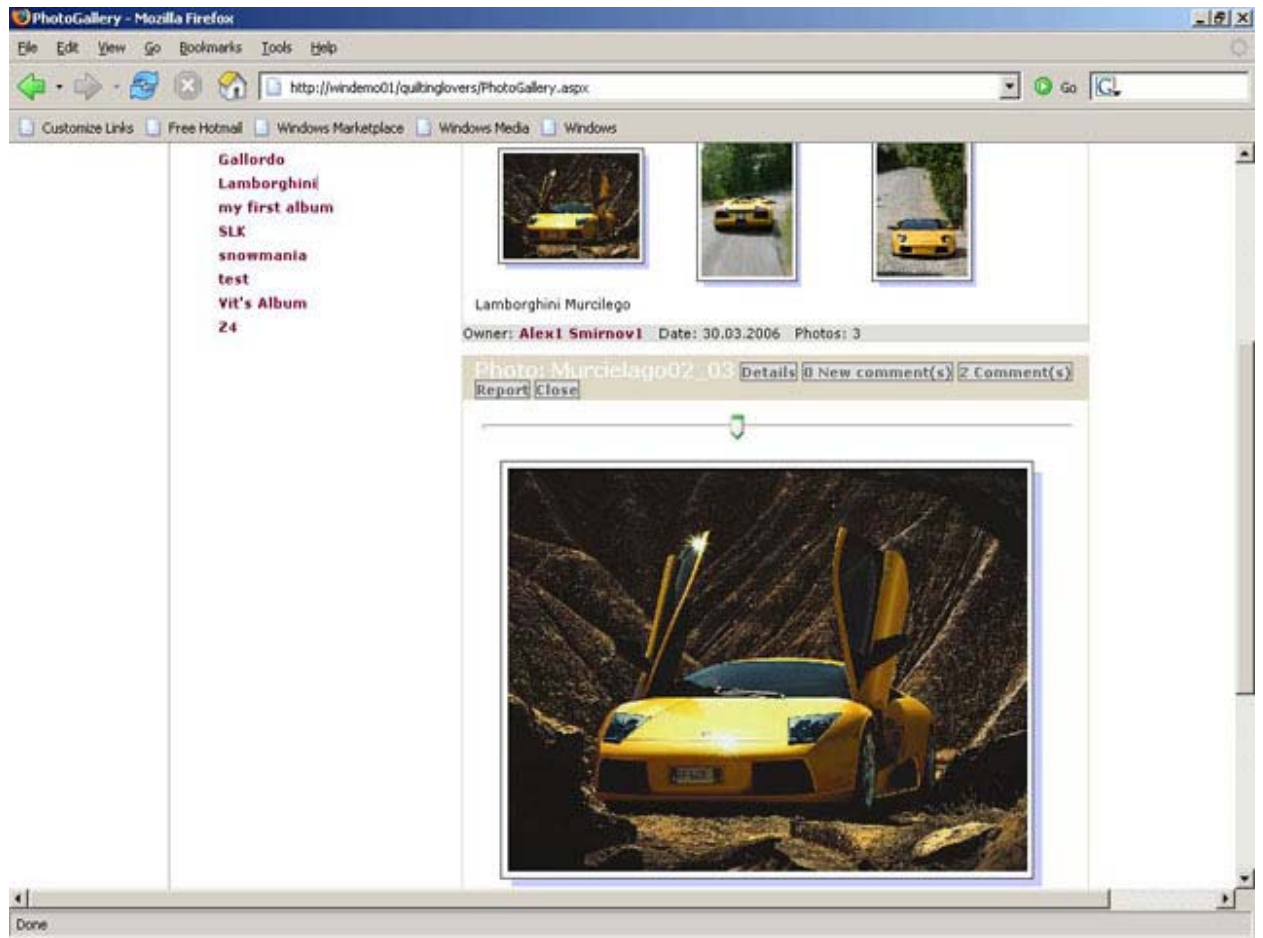 PhotoGallery - Mozilla Firefox
File Edit View Go Bookmarks Tools Help
http://windemo01/quiltinglovers/PhotoGallery.aspx Go G
Customize Links Free Hotmail Windows Marketplace Windows Media Windows
Gallordo
Lamborghini
my first album
SLK
snowmania
test
Vit's Album
Z4
Lamborghini Murcilego
Owner: Alex1 Smirnov1 Date: 30.03.2006 Photos: 3
Photo: Murcielago02_03 Details 0 New comment(s) 2 Comment(s)
Report Close
Done